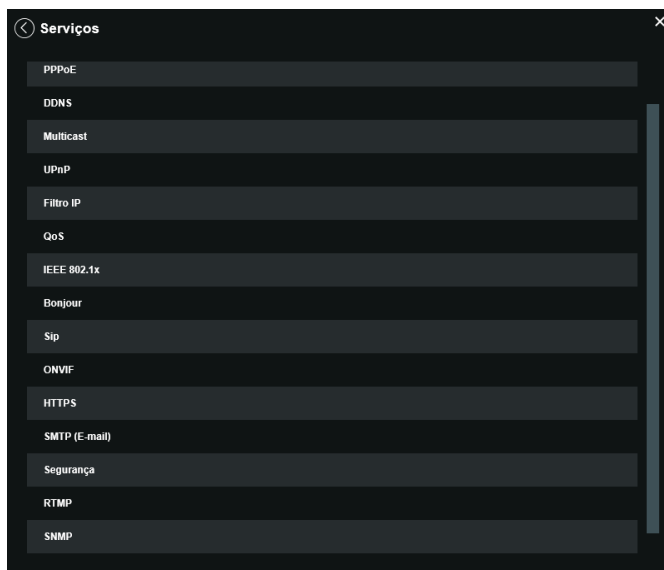 Serviços
PPPoE
DDNS
Multicast
UPnP
Filtro IP
QoS
IEEE 802.1x
Bonjour
Sip
ONVIF
HTTPS
SMTP (E-mail)
Segurança
RTMP
SNMP